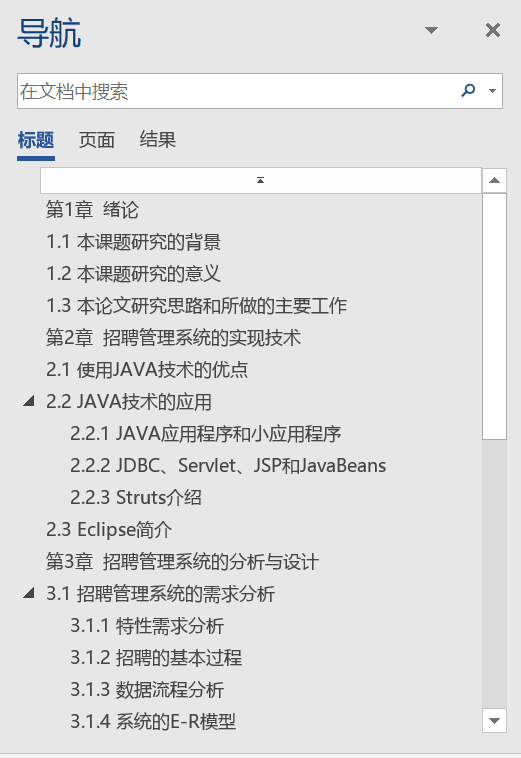 导航
在文档中搜索
标题 页面 结果
第1章 绪论
1.1 本课题研究的背景
1.2 本课题研究的意义
1.3 本论文研究思路和所做的主要工作
第2章 招聘管理系统的实现技术
2.1 使用JAVA技术的优点
2.2 JAVA技术的应用
2.2.1 JAVA应用程序和小应用程序
2.2.2 JDBC、Servlet、JSP和JavaBeans
2.2.3 Struts介绍
2.3 Eclipse简介
第3章 招聘管理系统的分析与设计
3.1 招聘管理系统的需求分析
3.1.1 特性需求分析
3.1.2 招聘的基本过程
3.1.3 数据流程分析
3.1.4 系统的E-R模型